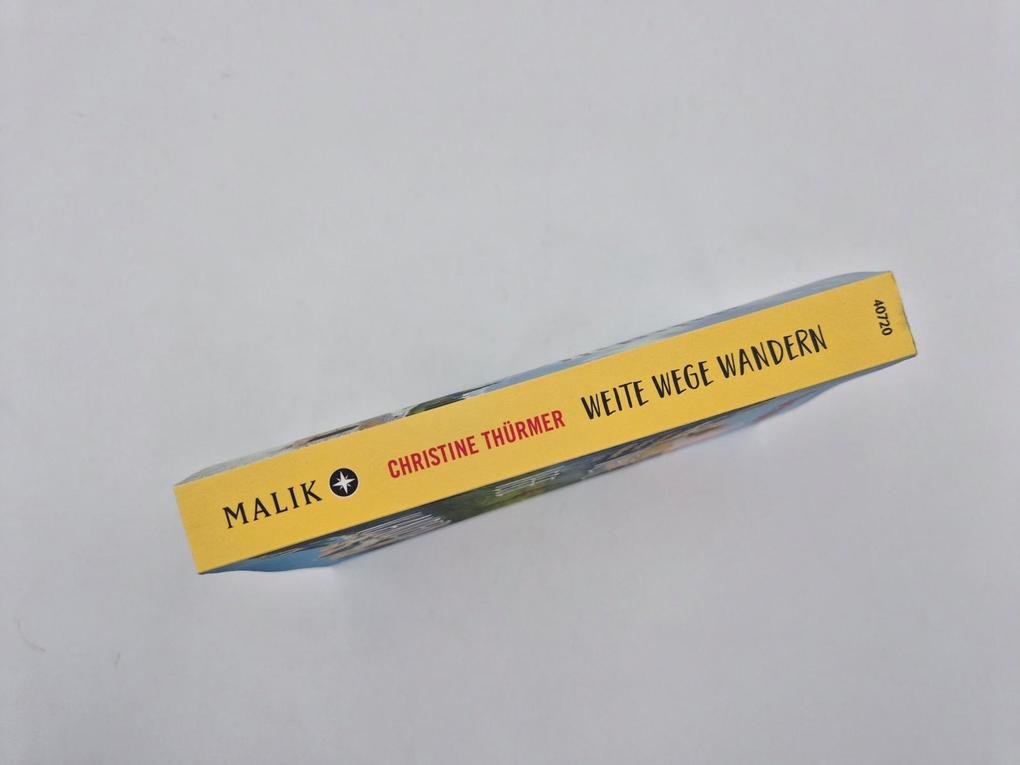 MALIK CHRISTINE THÜRMER WEITE WEGE WANDERN
40720